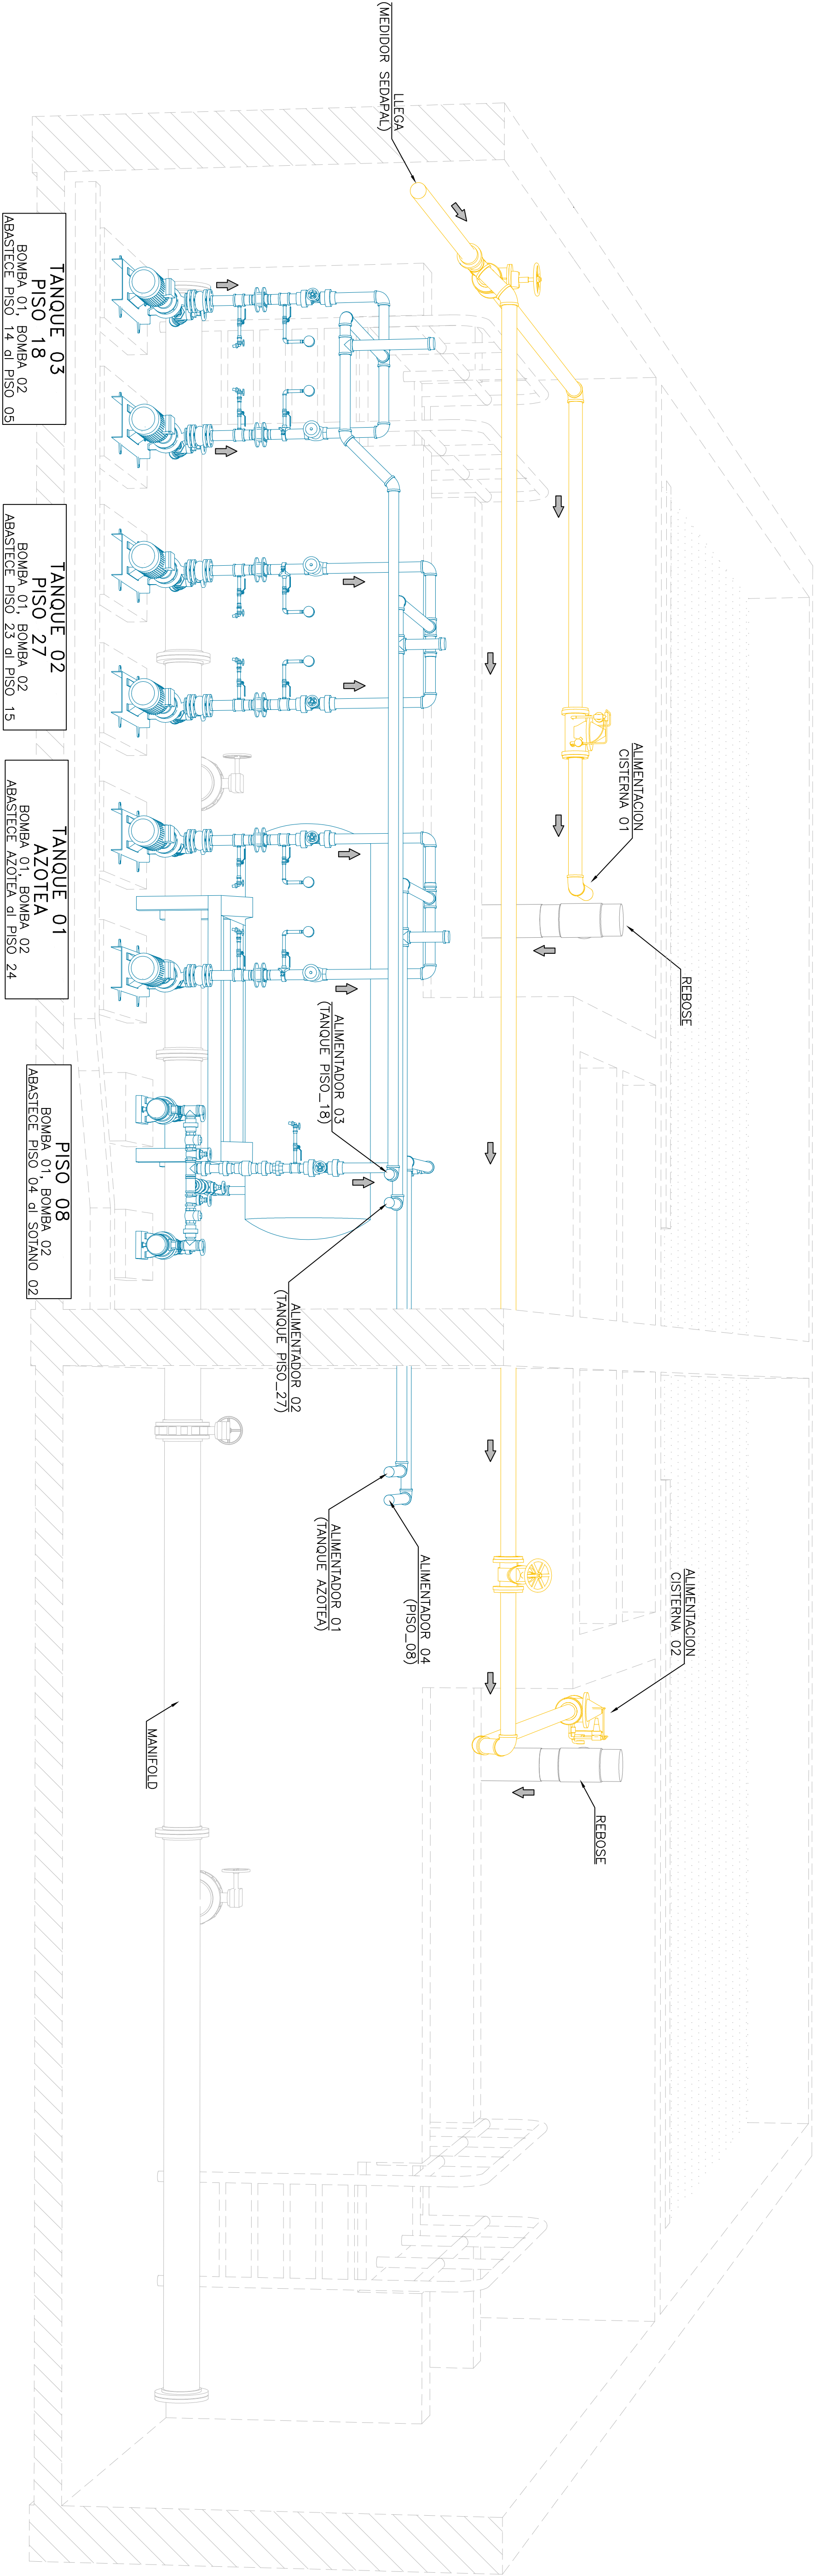 LLEGA
(MEDIDOR SEDAPAL)
ALIMENTACION
CISTERNA 01
REBOSE
ALIMENTADOR 03
(TANQUE PISO_18)
ALIMENTADOR 02
(TANQUE PISO_27)
ALIMENTADOR 01
(TANQUE AZOTEA)
ALIMENTADOR 04
(PISO_08)
ALIMENTACION
CISTERNA 02
REBOSE
MANIFOLD
TANQUE 03
PISO 18
BOMBA 01, BOMBA 02
ABASTECE PISO 14 al PISO 05
TANQUE 02
PISO 27
BOMBA 01, BOMBA 02
ABASTECE PISO 23 al PISO 15
TANQUE 01
AZOTEA
BOMBA 01, BOMBA 02
ABASTECE AZOTEA al PISO 24
PISO 08
BOMBA 01, BOMBA 02
ABASTECE PISO 04 al SOTANO 02